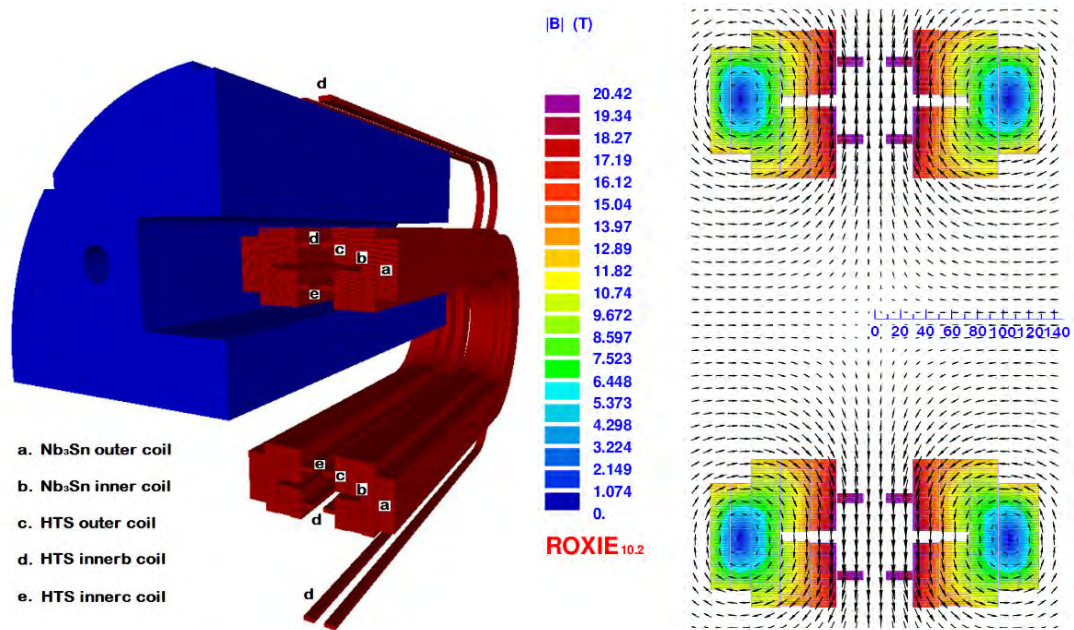 d
d
c
b
a
e
e
c
b
a
d
d
a. Nb₃Sn outer coil
b. Nb₃Sn inner coil
c. HTS outer coil
d. HTS innerb coil
e. HTS innerc coil
|B| (T)
20.42
19.34
18.27
17.19
16.12
15.04
13.97
12.89
11.82
10.74
9.672
8.597
7.523
6.448
5.373
4.298
3.224
2.149
1.074
0.
ROXIE 10.2
0 20 40 60 80 100 120 140